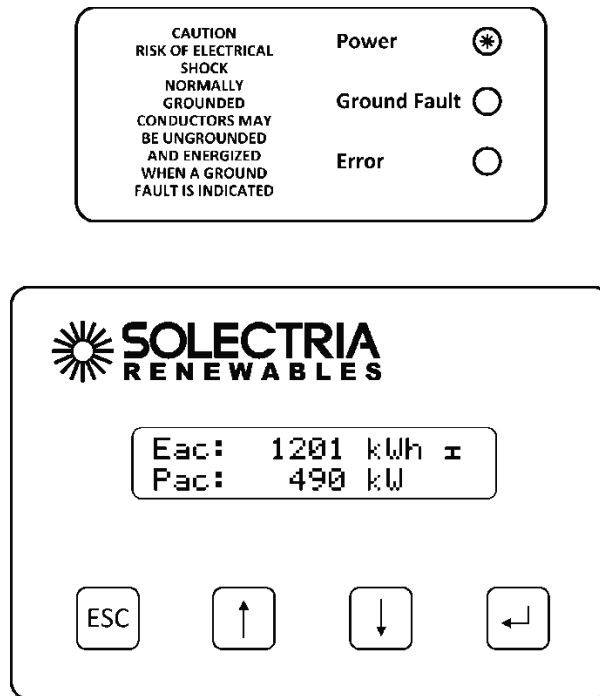 CAUTION
RISK OF ELECTRICAL
SHOCK
NORMALLY
GROUNDED
CONDUCTORS MAY
BE UNGROUNDED
AND ENERGIZED
WHEN A GROUND
FAULT IS INDICATED
Power
Ground Fault
Error
SOLECTRIA
RENEWABLES
Eac: 1201 kWh
Pac: 490 kW
ESC